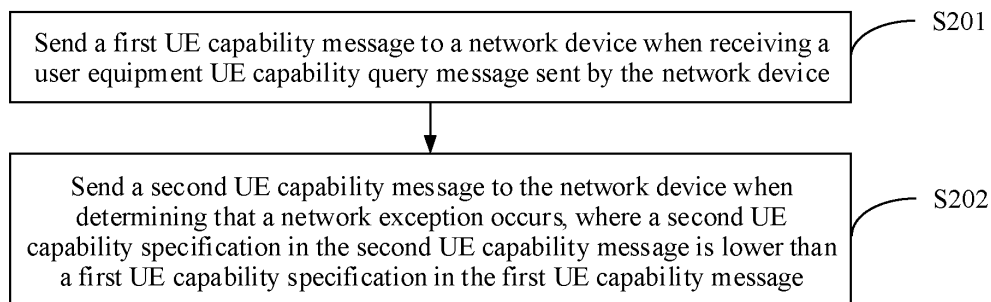 Send a first UE capability message to a network device when receiving a
user equipment UE capability query message sent by the network device
S201
Send a second UE capability message to the network device when
determining that a network exception occurs, where a second UE
capability specification in the second UE capability message is lower than
a first UE capability specification in the first UE capability message
S202